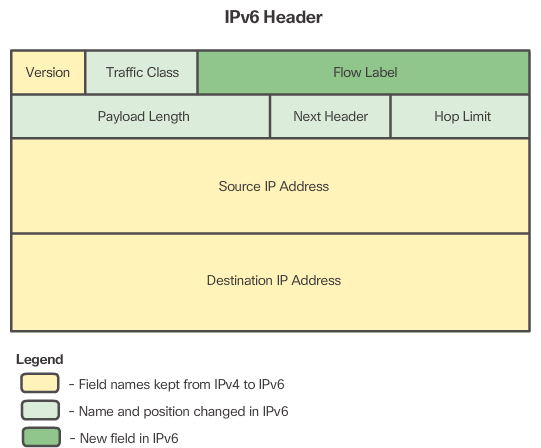 IPv6 Header
Version Traffic Class Flow Label
Payload Length Next Header Hop Limit
Source IP Address
Destination IP Address
Legend
- Field names kept from IPv4 to IPv6
- Name and position changed in IPv6
- New field in IPv6